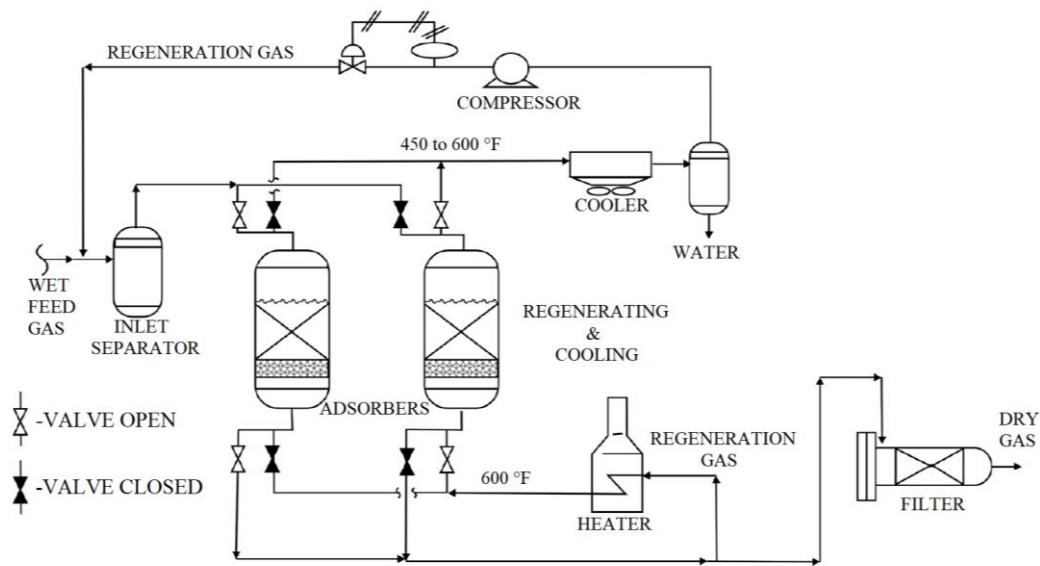 REGENERATION GAS
COMPRESSOR
450 to 600 °F
COOLER
WATER
WET
FEED
GAS
INLET
SEPARATOR
REGENERATING
&
COOLING
ADSORBERS
-VALVE OPEN
-VALVE CLOSED
REGENERATION
GAS
600 °F
HEATER
DRY
GAS
FILTER